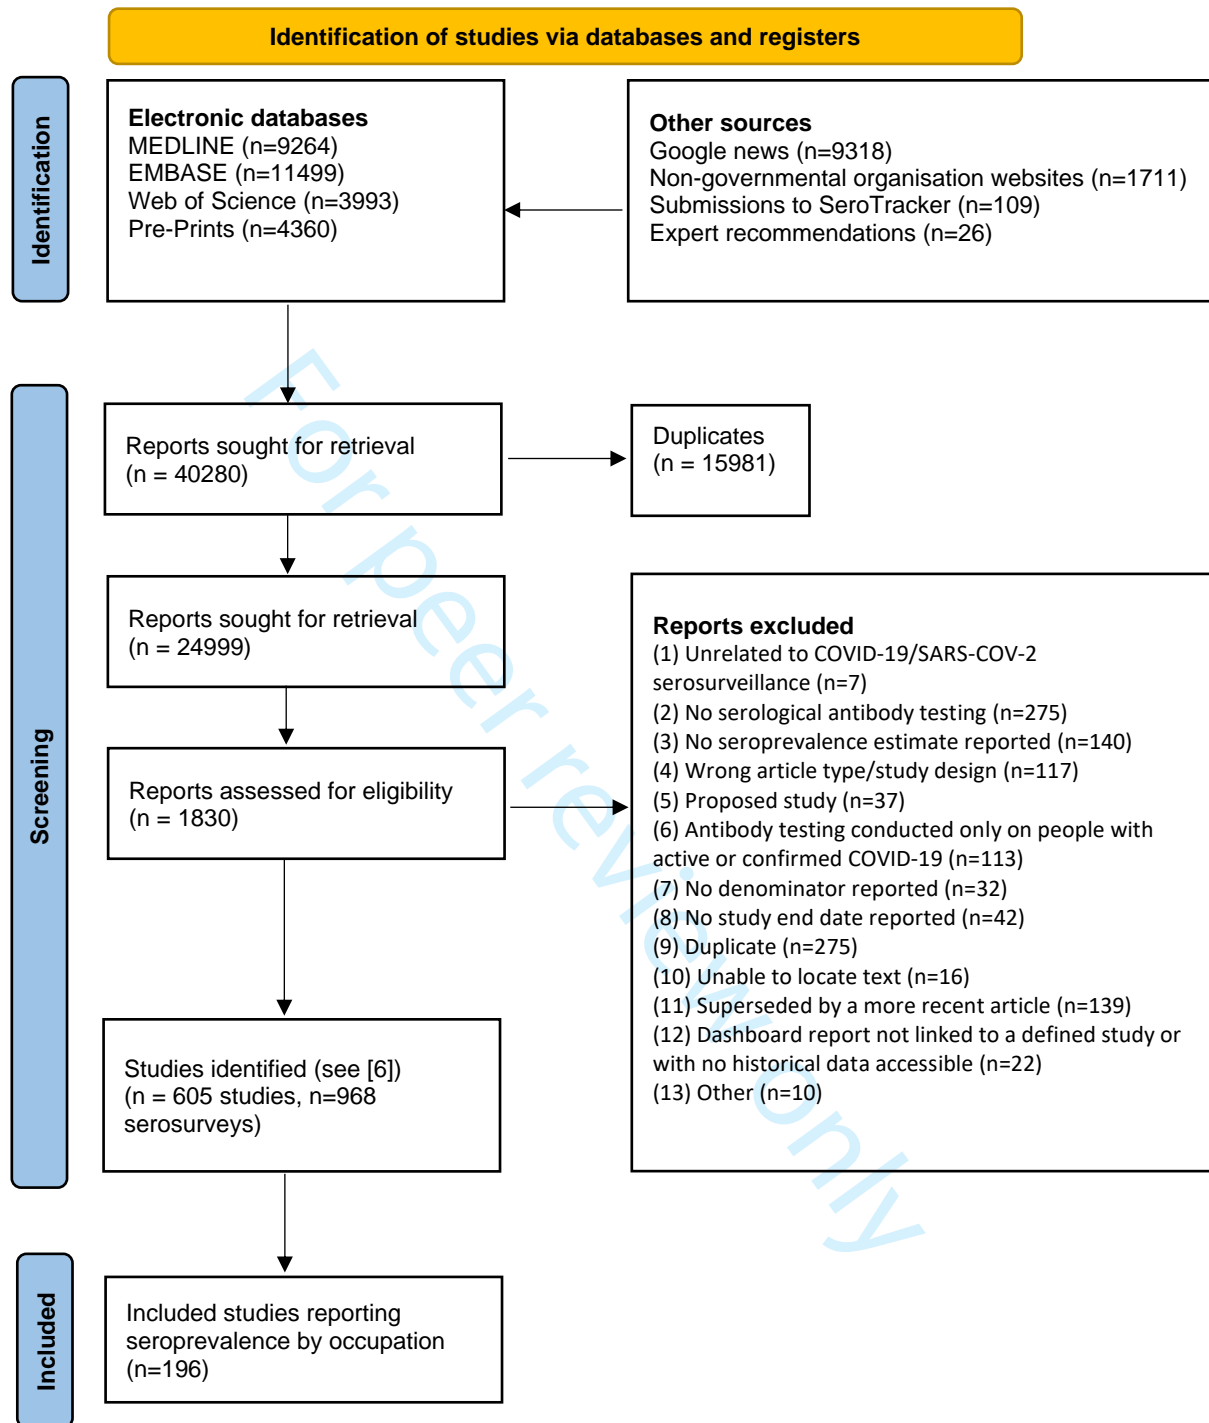 Identification of studies via databases and registers
Identification
Electronic databases
MEDLINE (n=9264)
EMBASE (n=11499)
Web of Science (n=3993)
Pre-Prints (n=4360)
Other sources
Google news (n=9318)
Non-governmental organisation websites (n=1711)
Submissions to SeroTracker (n=109)
Expert recommendations (n=26)
Screening
Reports sought for retrieval
(n = 40280)
Duplicates
(n = 15981)
Reports sought for retrieval
(n = 24999)
Reports assessed for eligibility
(n = 1830)
Reports excluded
(1) Unrelated to COVID-19/SARS-COV-2
serosurveillance (n=7)
(2) No serological antibody testing (n=275)
(3) No seroprevalence estimate reported (n=140)
(4) Wrong article type/study design (n=117)
(5) Proposed study (n=37)
(6) Antibody testing conducted only on people with
active or confirmed COVID-19 (n=113)
(7) No denominator reported (n=32)
(8) No study end date reported (n=42)
(9) Duplicate (n=275)
(10) Unable to locate text (n=16)
(11) Superseded by a more recent article (n=139)
(12) Dashboard report not linked to a defined study or
with no historical data accessible (n=22)
(13) Other (n=10)
Studies identified (see [6])
(n = 605 studies, n=968
serosurveys)
Included
Included studies reporting
seroprevalence by occupation
(n=196)
For peer review only